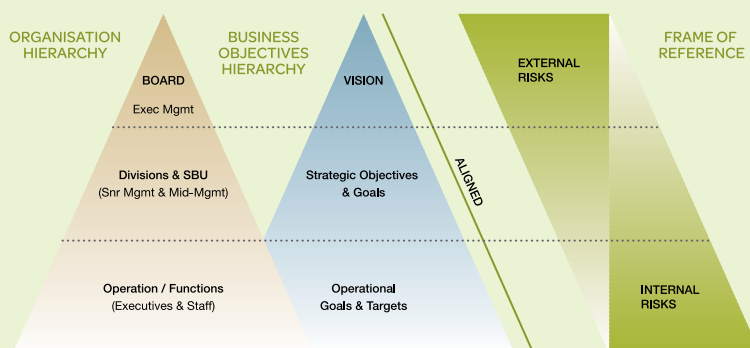 ORGANISATION
HIERARCHY
BUSINESS
OBJECTIVES
HIERARCHY
FRAME OF
REFERENCE
BOARD
Exec Mgmt
VISION
EXTERNAL
RISKS
Divisions & SBU
(Snr Mgmt & Mid-Mgmt)
Strategic Objectives
& Goals
ALIGNED
Operation / Functions
(Executives & Staff)
Operational
Goals & Targets
INTERNAL
RISKS